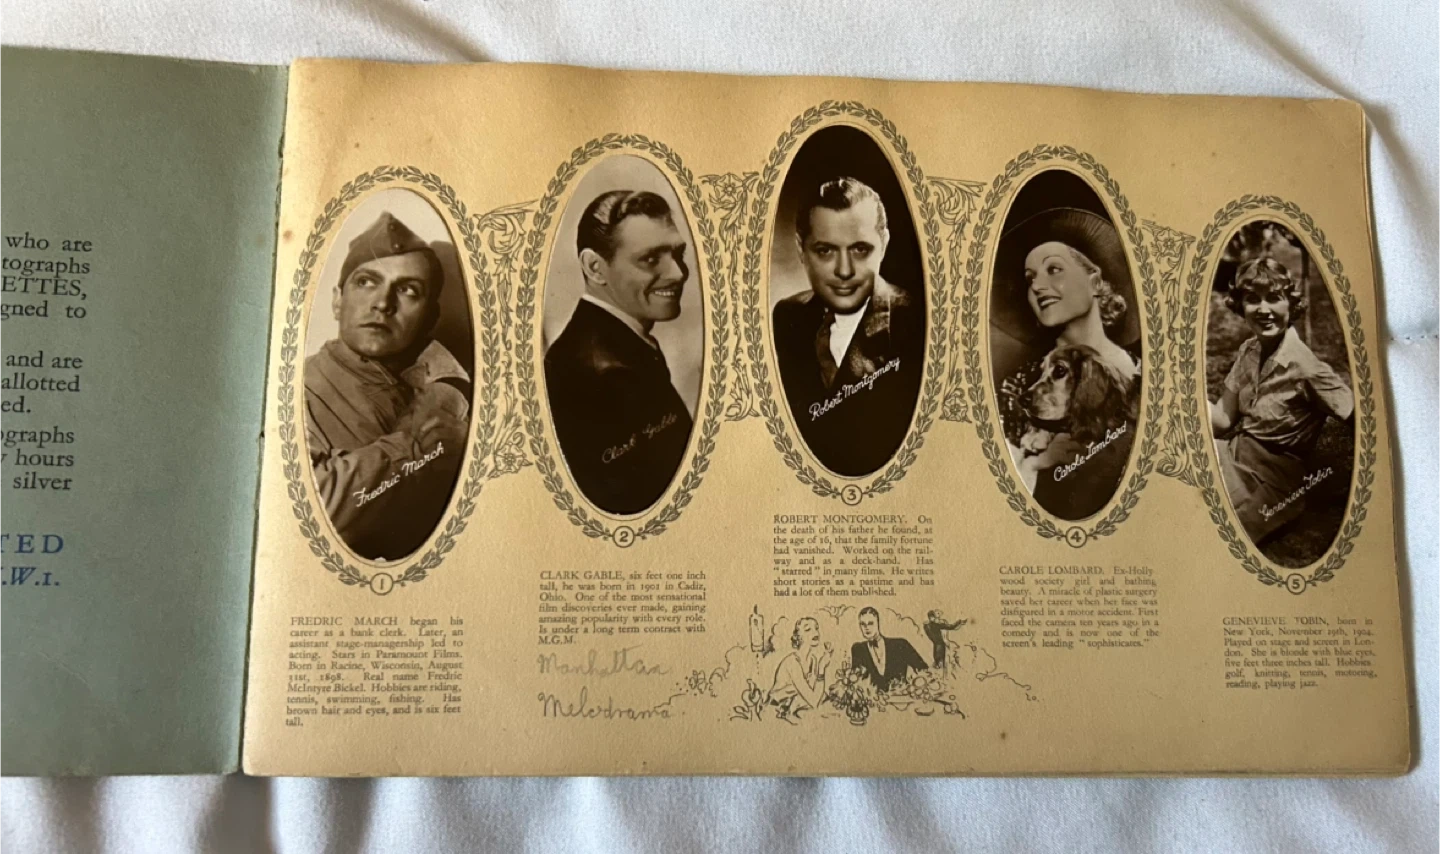 who are
tographs
ETTES,
gned to
and are
allotted
ed.
ographs
y hours
silver
TED
.W.1.
Fredric March
1
FREDRIC MARCH began his
career as a bank clerk. Later, an
assistant stage-managership led to
acting. Stars in Paramount Films.
Born in Racine, Wisconsin, August
31st, 1898. Real name Fredric
McIntyre Bickel. Hobbies are riding,
tennis, swimming, fishing. Has
brown hair and eyes, and is six feet
tall.
Clark Gable
2
CLARK GABLE, six feet one inch
tall, he was born in 1901 in Cadiz,
Ohio. One of the most sensational
film discoveries ever made, gaining
amazing popularity with every role.
Is under a long term contract with
M.G.M.
Manhattan
Melodrama
Robert Montgomery
3
ROBERT MONTGOMERY. On
the death of his father he found, at
the age of 16, that the family fortune
had vanished. Worked on the rail-
way and as a deck-hand. Has
"starred" in many films. He writes
short stories as a pastime and has
had a lot of them published.
Carole Lombard
4
CAROLE LOMBARD. Ex-Holly
wood society girl and bathing
beauty. A miracle of plastic surgery
saved her career when her face was
disfigured in a motor accident. First
faced the camera ten years ago in a
comedy and is now one of the
screen's leading "sophisticates."
Genevieve Tobin
5
GENEVIEVE TOBIN, born in
New York, November 29th, 1904.
Played on stage and screen in Lon-
don. She is blonde with blue eyes,
five feet three inches tall. Hobbies
golf, knitting, tennis, motoring,
reading, playing jazz.